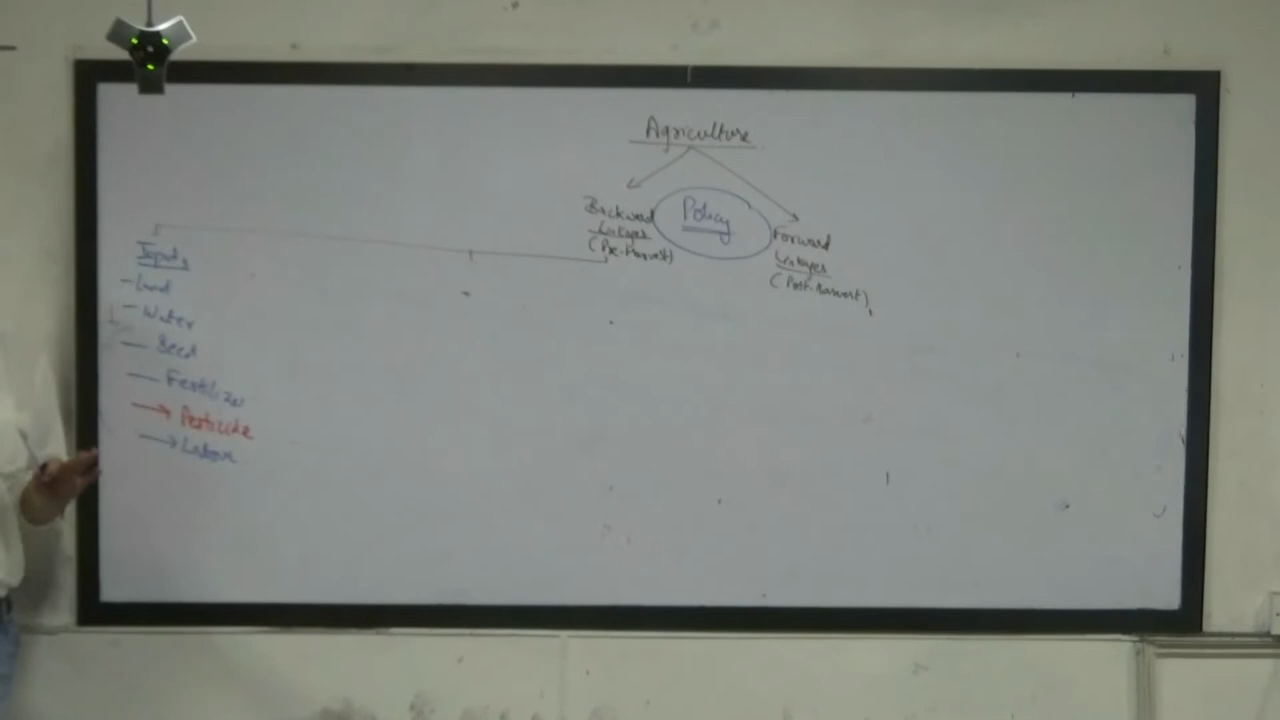 Agriculture
Backward
Linkages
(Pre-Harvest)
Policy
Forward
Linkages
(Post-harvest)
Inputs
- Land
- Water
- Seed
- Fertilizer
→ Pesticide
→ Labour